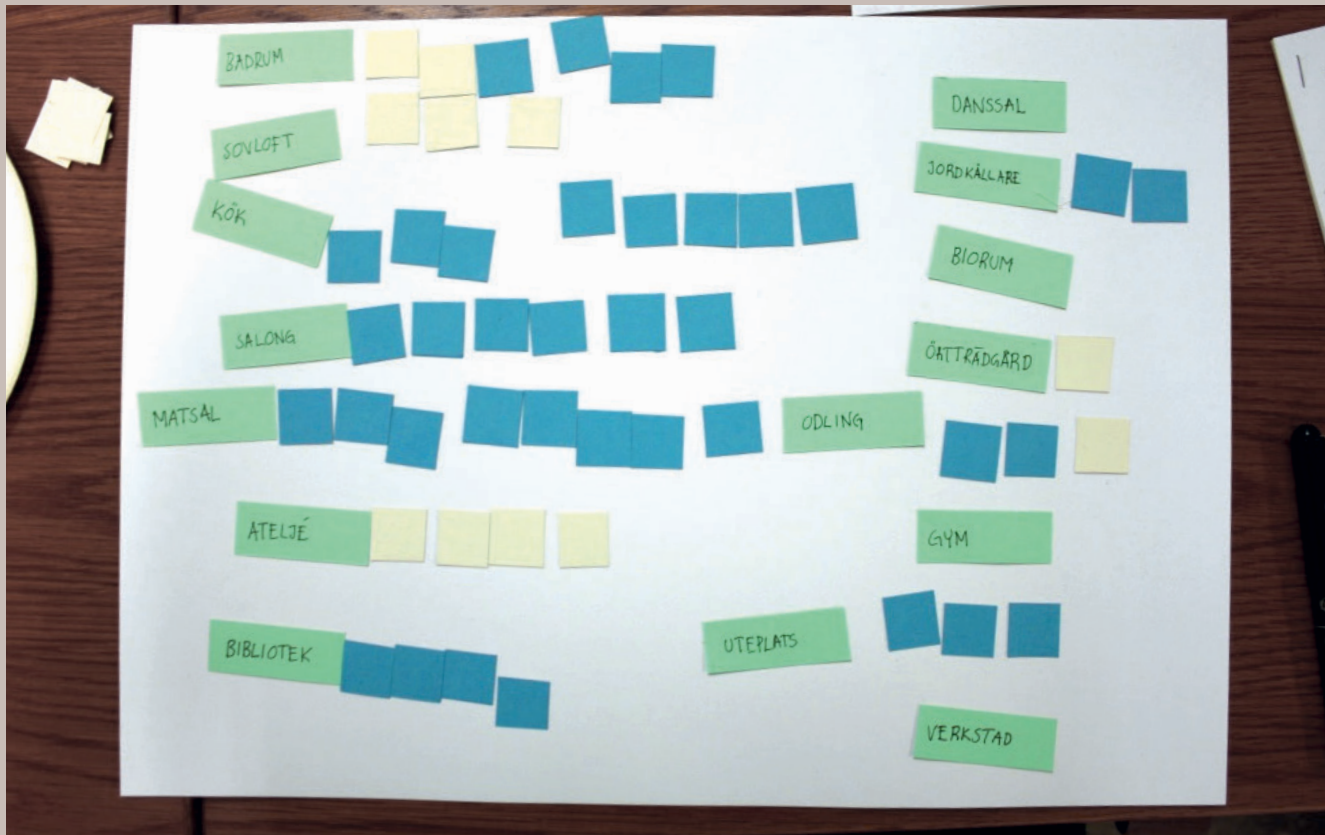 BADRUM
SOVLOFT
KÖK
SALONG
MATSAL
ATELJÉ
BIBLIOTEK
DANSSAL
JORDKÄLLARE
BIORUM
ÖATTRÄDGÅRD
ODLING
GYM
UTEPLATS
VERKSTAD